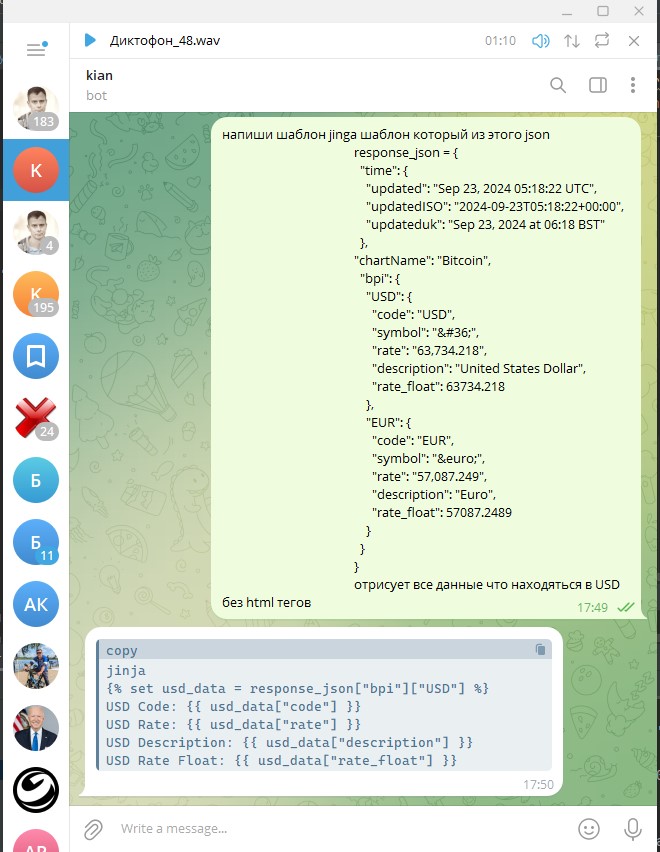 Диктофон_48.wav
01:10
kian
bot
183
K
4
K
195
24
Б
Б
11
АК
АР
напиши шаблон jinga шаблон который из этого json
response_json = {
"time": {
"updated": "Sep 23, 2024 05:18:22 UTC",
"updatedISO": "2024-09-23T05:18:22+00:00",
"updateduk": "Sep 23, 2024 at 06:18 BST"
},
"chartName": "Bitcoin",
"bpi": {
"USD": {
"code": "USD",
"symbol": "&#36;",
"rate": "63,734.218",
"description": "United States Dollar",
"rate_float": 63734.218
},
"EUR": {
"code": "EUR",
"symbol": "&euro;",
"rate": "57,087.249",
"description": "Euro",
"rate_float": 57087.2489
}
}
}
отрисует все данные что находяться в USD
без html тегов
17:49
copy
jinja
{% set usd_data = response_json["bpi"]["USD"] %}
USD Code: {{ usd_data["code"] }}
USD Rate: {{ usd_data["rate"] }}
USD Description: {{ usd_data["description"] }}
USD Rate Float: {{ usd_data["rate_float"] }}
17:50
Write a message...